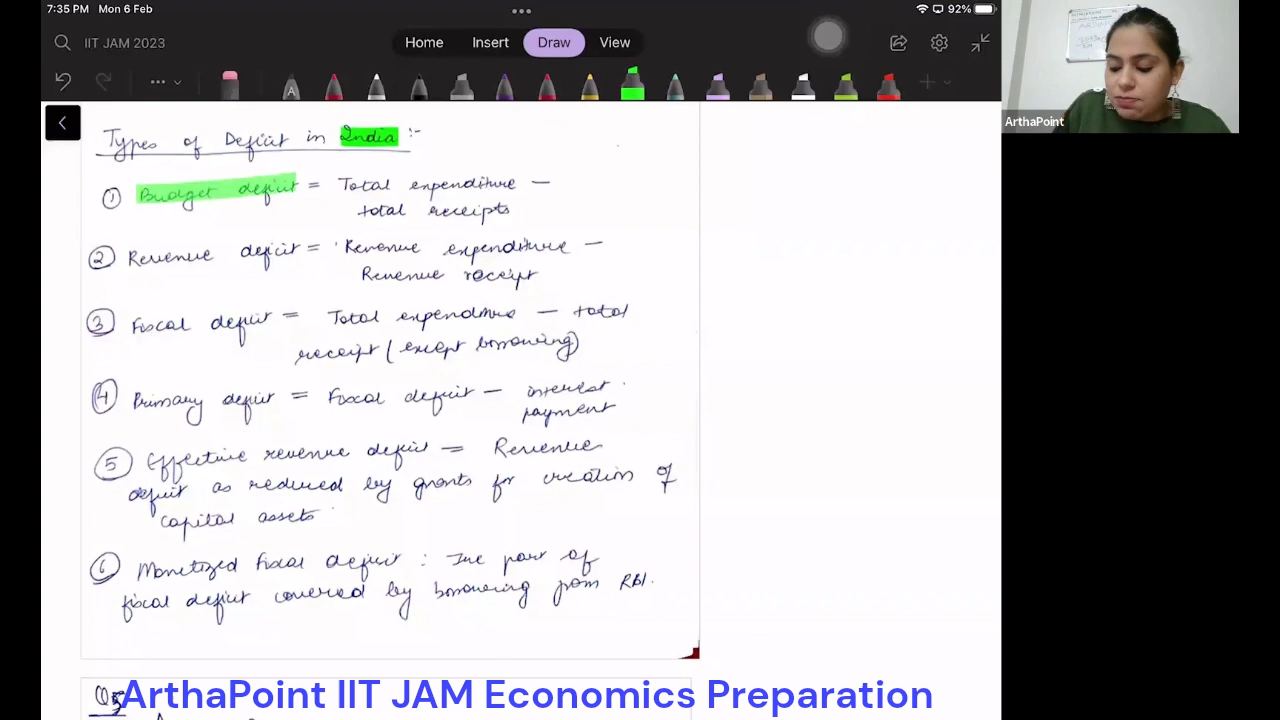 7:35 PM Mon 6 Feb
92%
IIT JAM 2023
Home Insert Draw View
A
ArthaPoint
Types of Deficit in India :-
① Budget deficit = Total expenditure –
total receipts
② Revenue deficit = Revenue expenditure –
Revenue receipt
③ Fiscal deficit = Total expenditure – total
receipt (except borrowing)
④ Primary deficit = Fiscal deficit – interest
payment
⑤ Effective revenue deficit = Revenue
deficit as reduced by grants for creation of
capital assets
⑥ Monetized fiscal deficit : The part of
fiscal deficit covered by borrowing from RBI.
ArthaPoint IIT JAM Economics Preparation